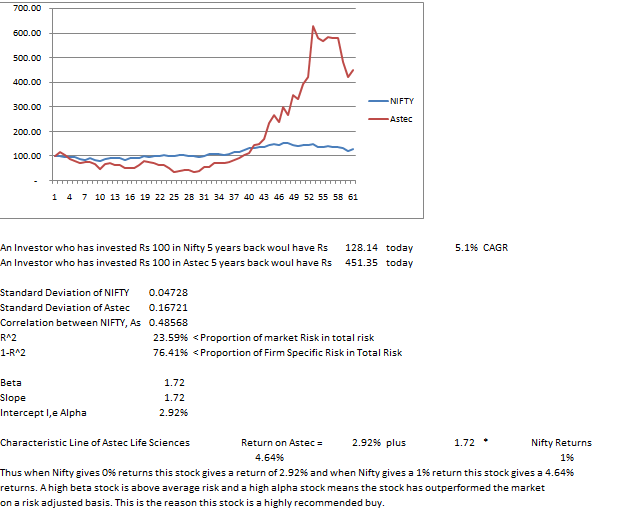 700.00
600.00
500.00
400.00
300.00
200.00
100.00
-
NIFTY
Astec
1 4 7 10 13 16 19 22 25 28 31 34 37 40 43 46 49 52 55 58 61
An Investor who has invested Rs 100 in Nifty 5 years back woul have Rs 128.14 today 5.1% CAGR
An Investor who has invested Rs 100 in Astec 5 years back woul have Rs 451.35 today
Standard Deviation of NIFTY 0.04728
Standard Deviation of Astec 0.16721
Correlation between NIFTY, As 0.48568
R^2 23.59% <Proportion of market Risk in total risk
1-R^2 76.41% <Proportion of Firm Specific Risk in Total Risk
Beta 1.72
Slope 1.72
Intercept I,e Alpha 2.92%
Characteristic Line of Astec Life Sciences Return on Astec = 2.92% plus 1.72 * Nifty Returns
4.64% 1%
Thus when Nifty gives 0% returns this stock gives a return of 2.92% and when Nifty gives a 1% return this stock gives a 4.64%
returns. A high beta stock is above average risk and a high alpha stock means the stock has outperformed the market
on a risk adjusted basis. This is the reason this stock is a highly recommended buy.